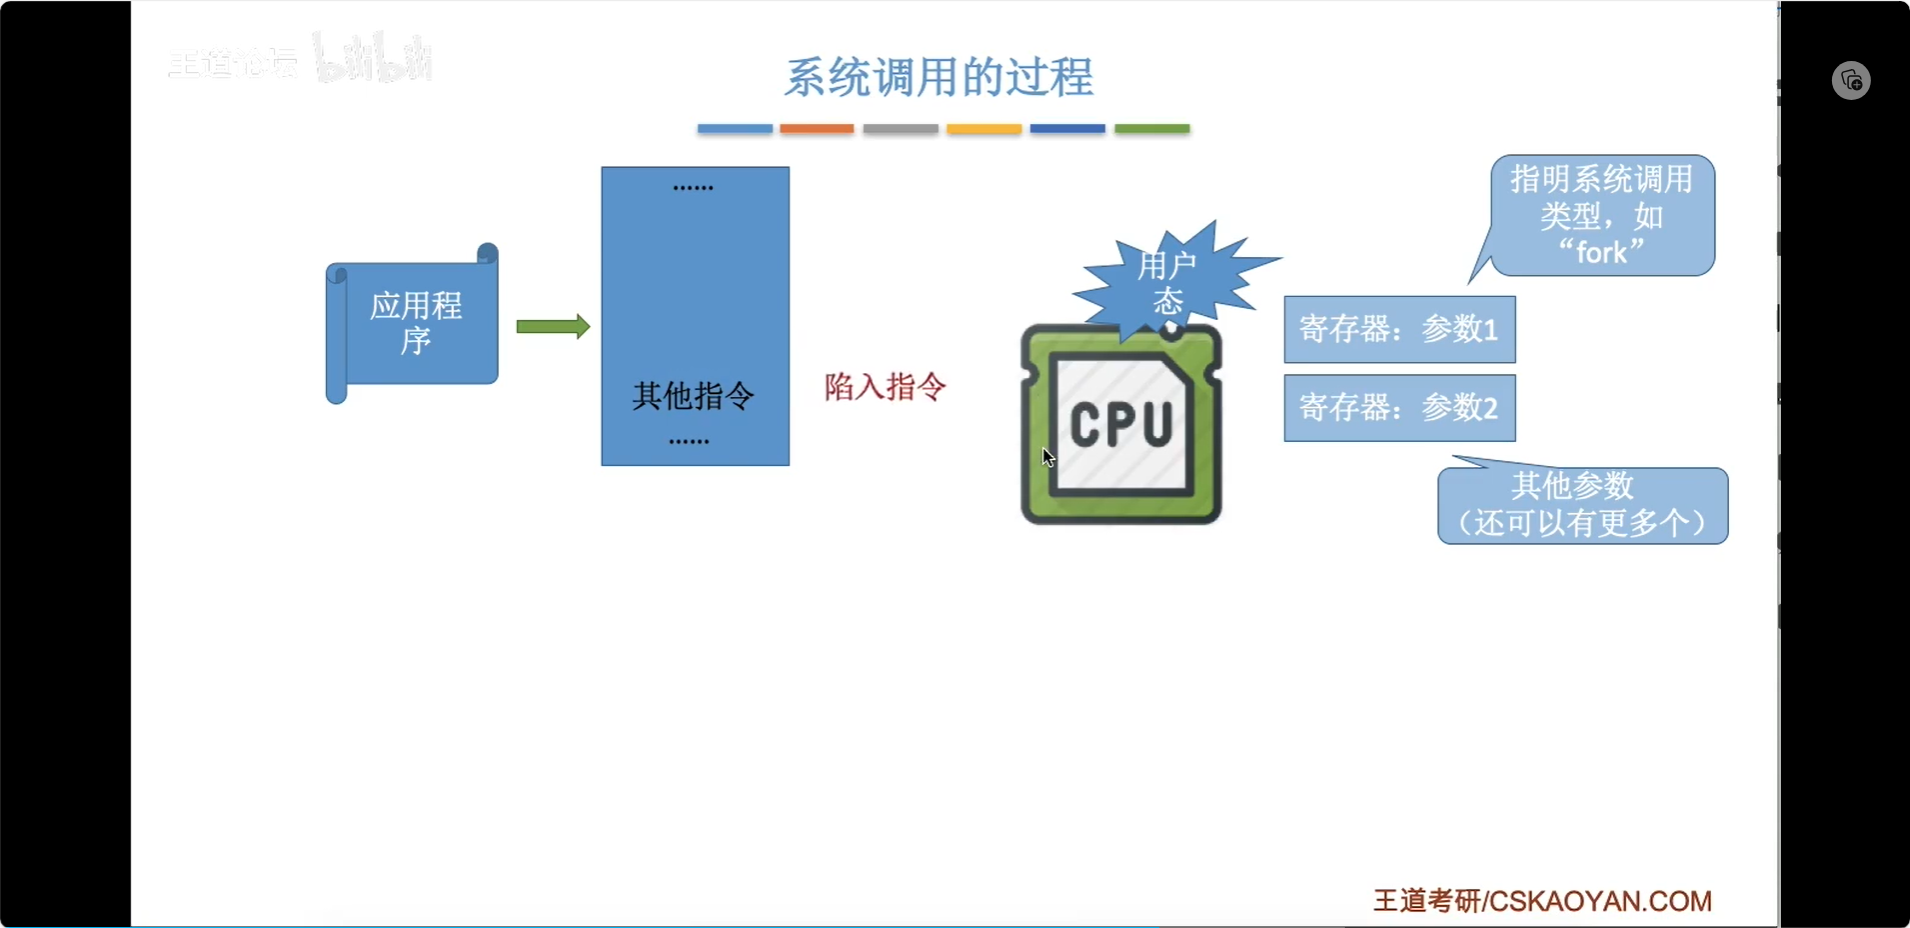 王道论坛 bilibili
系统调用的过程
......
应用程
序
其他指令
......
陷入指令
用户
态
CPU
指明系统调用
类型，如
“fork”
寄存器：参数1
寄存器：参数2
其他参数
（还可以有更多个）
王道考研/CSKAOYAN.COM